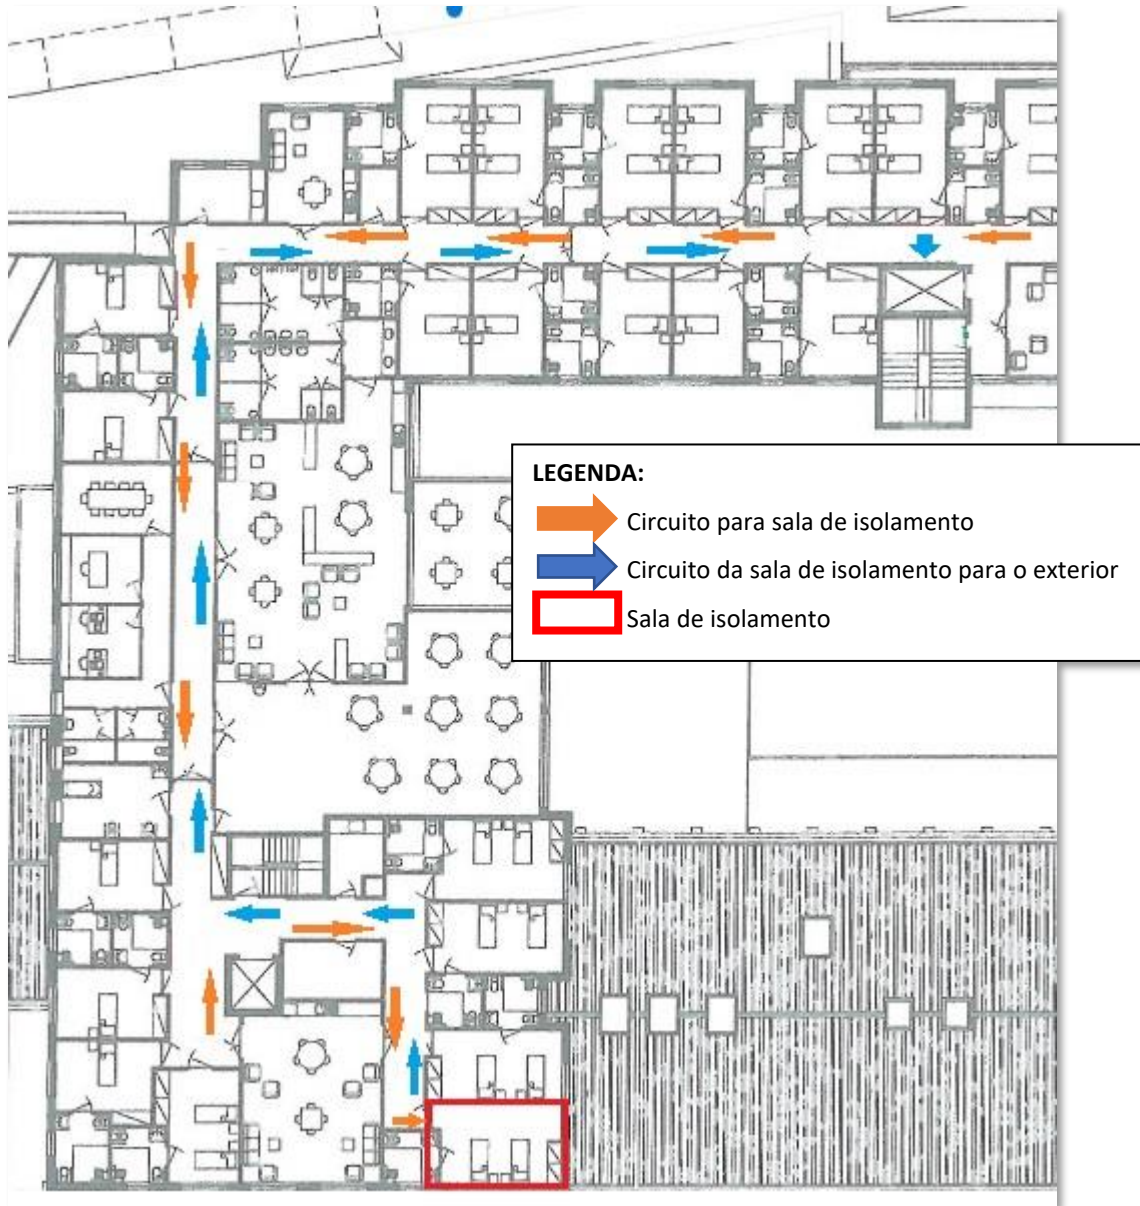 LEGENDA:
Circuito para sala de isolamento
Circuito da sala de isolamento para o exterior
Sala de isolamento